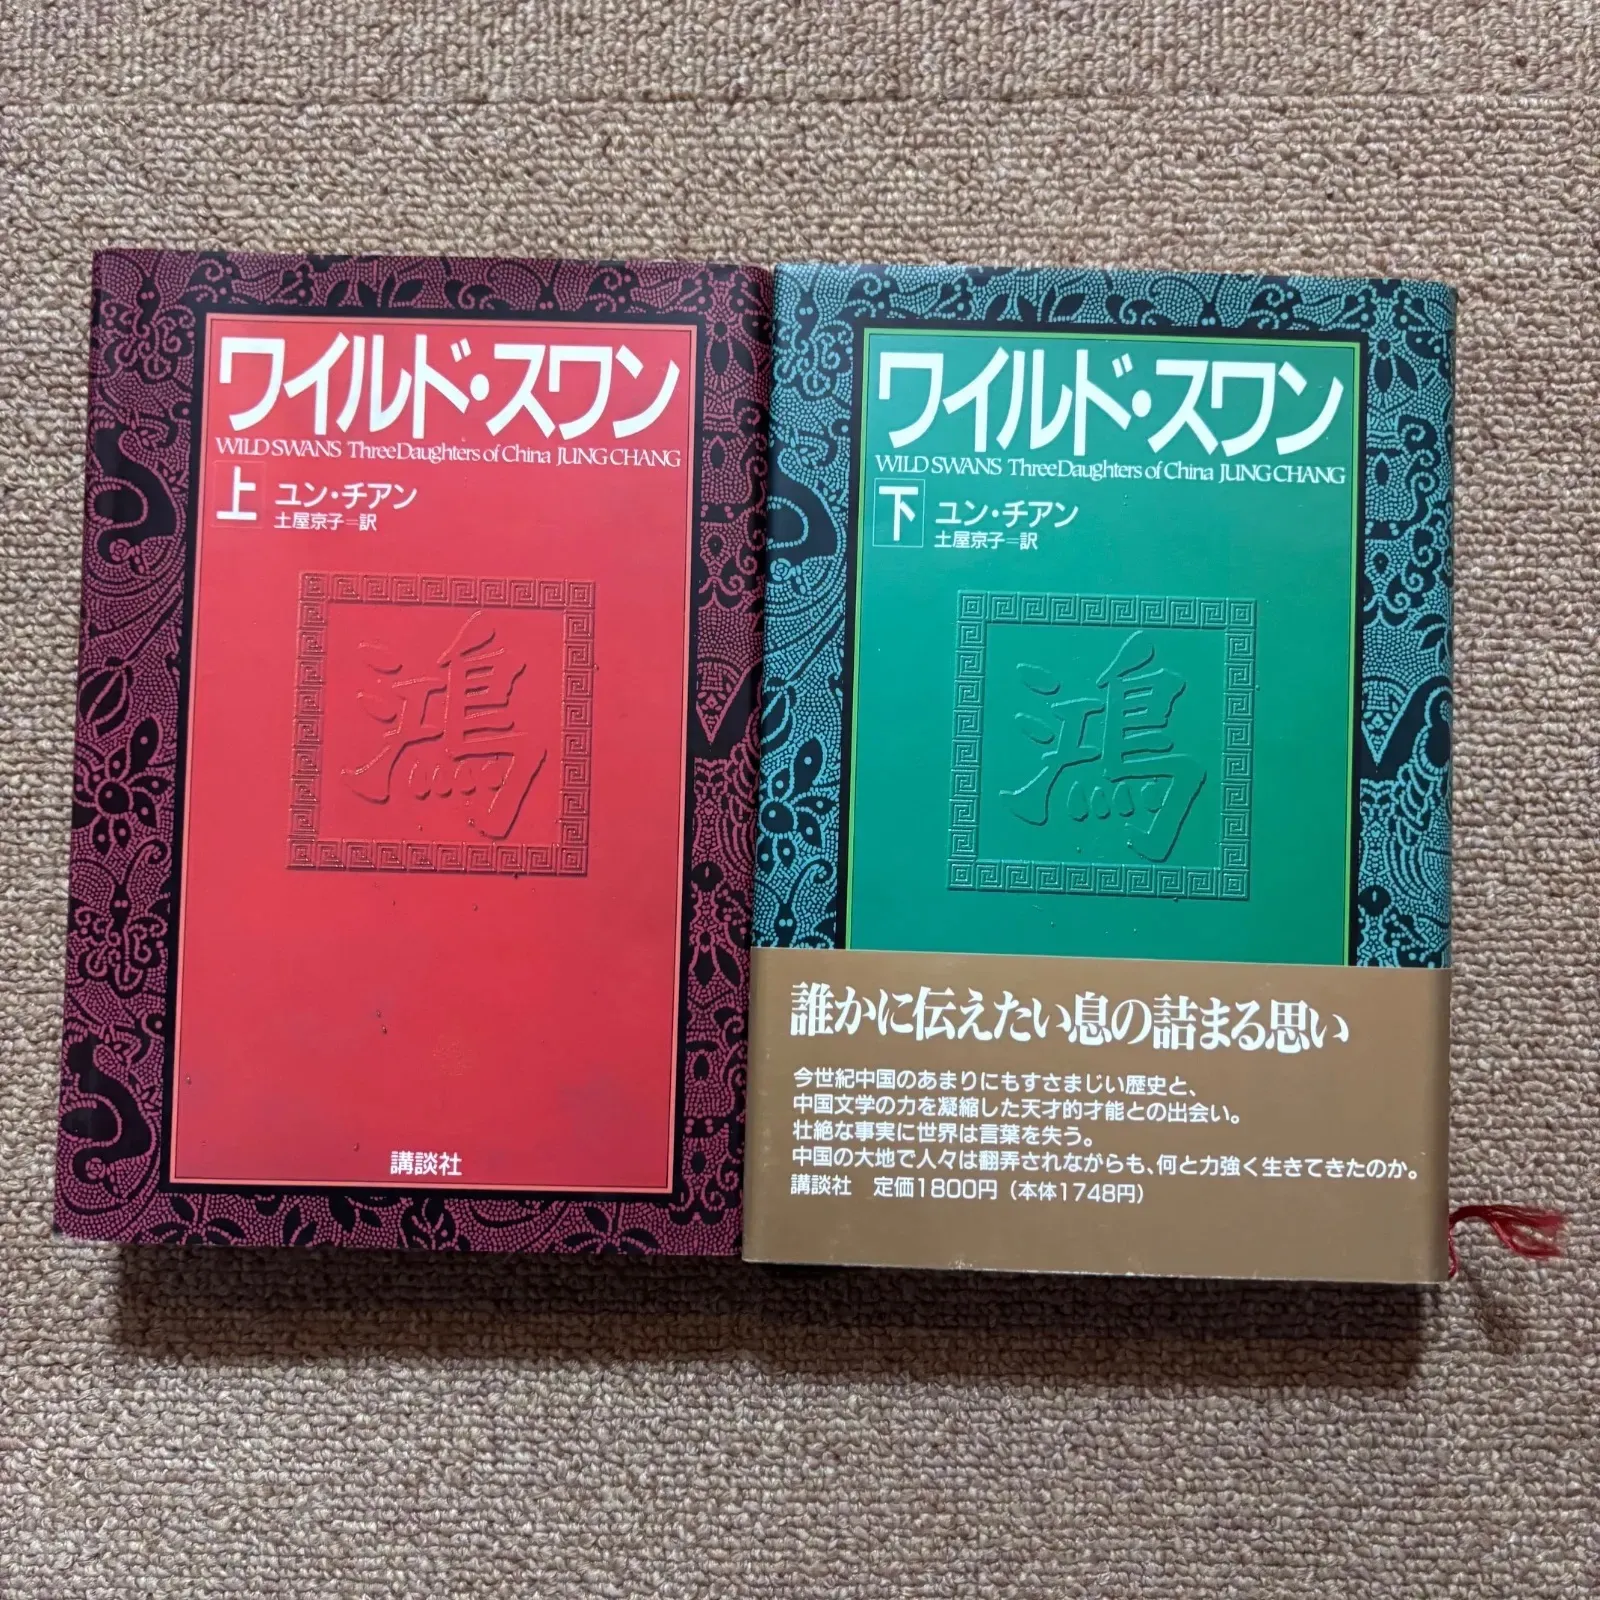 ワイルド・スワン
WILD SWANS Three Daughters of China JUNG CHANG
上 ユン・チアン
土屋京子=訳
鴻
講談社
ワイルド・スワン
WILD SWANS Three Daughters of China JUNG CHANG
下 ユン・チアン
土屋京子=訳
鴻
誰かに伝えたい息の詰まる思い
今世紀中国のあまりにもすさまじい歴史と、
中国文学の力を凝縮した天才的才能との出会い。
壮絶な事実に世界は言葉を失う。
中国の大地で人々は翻弄されながらも、何と力強く生きてきたのか。
講談社 定価1800円(本体1748円)